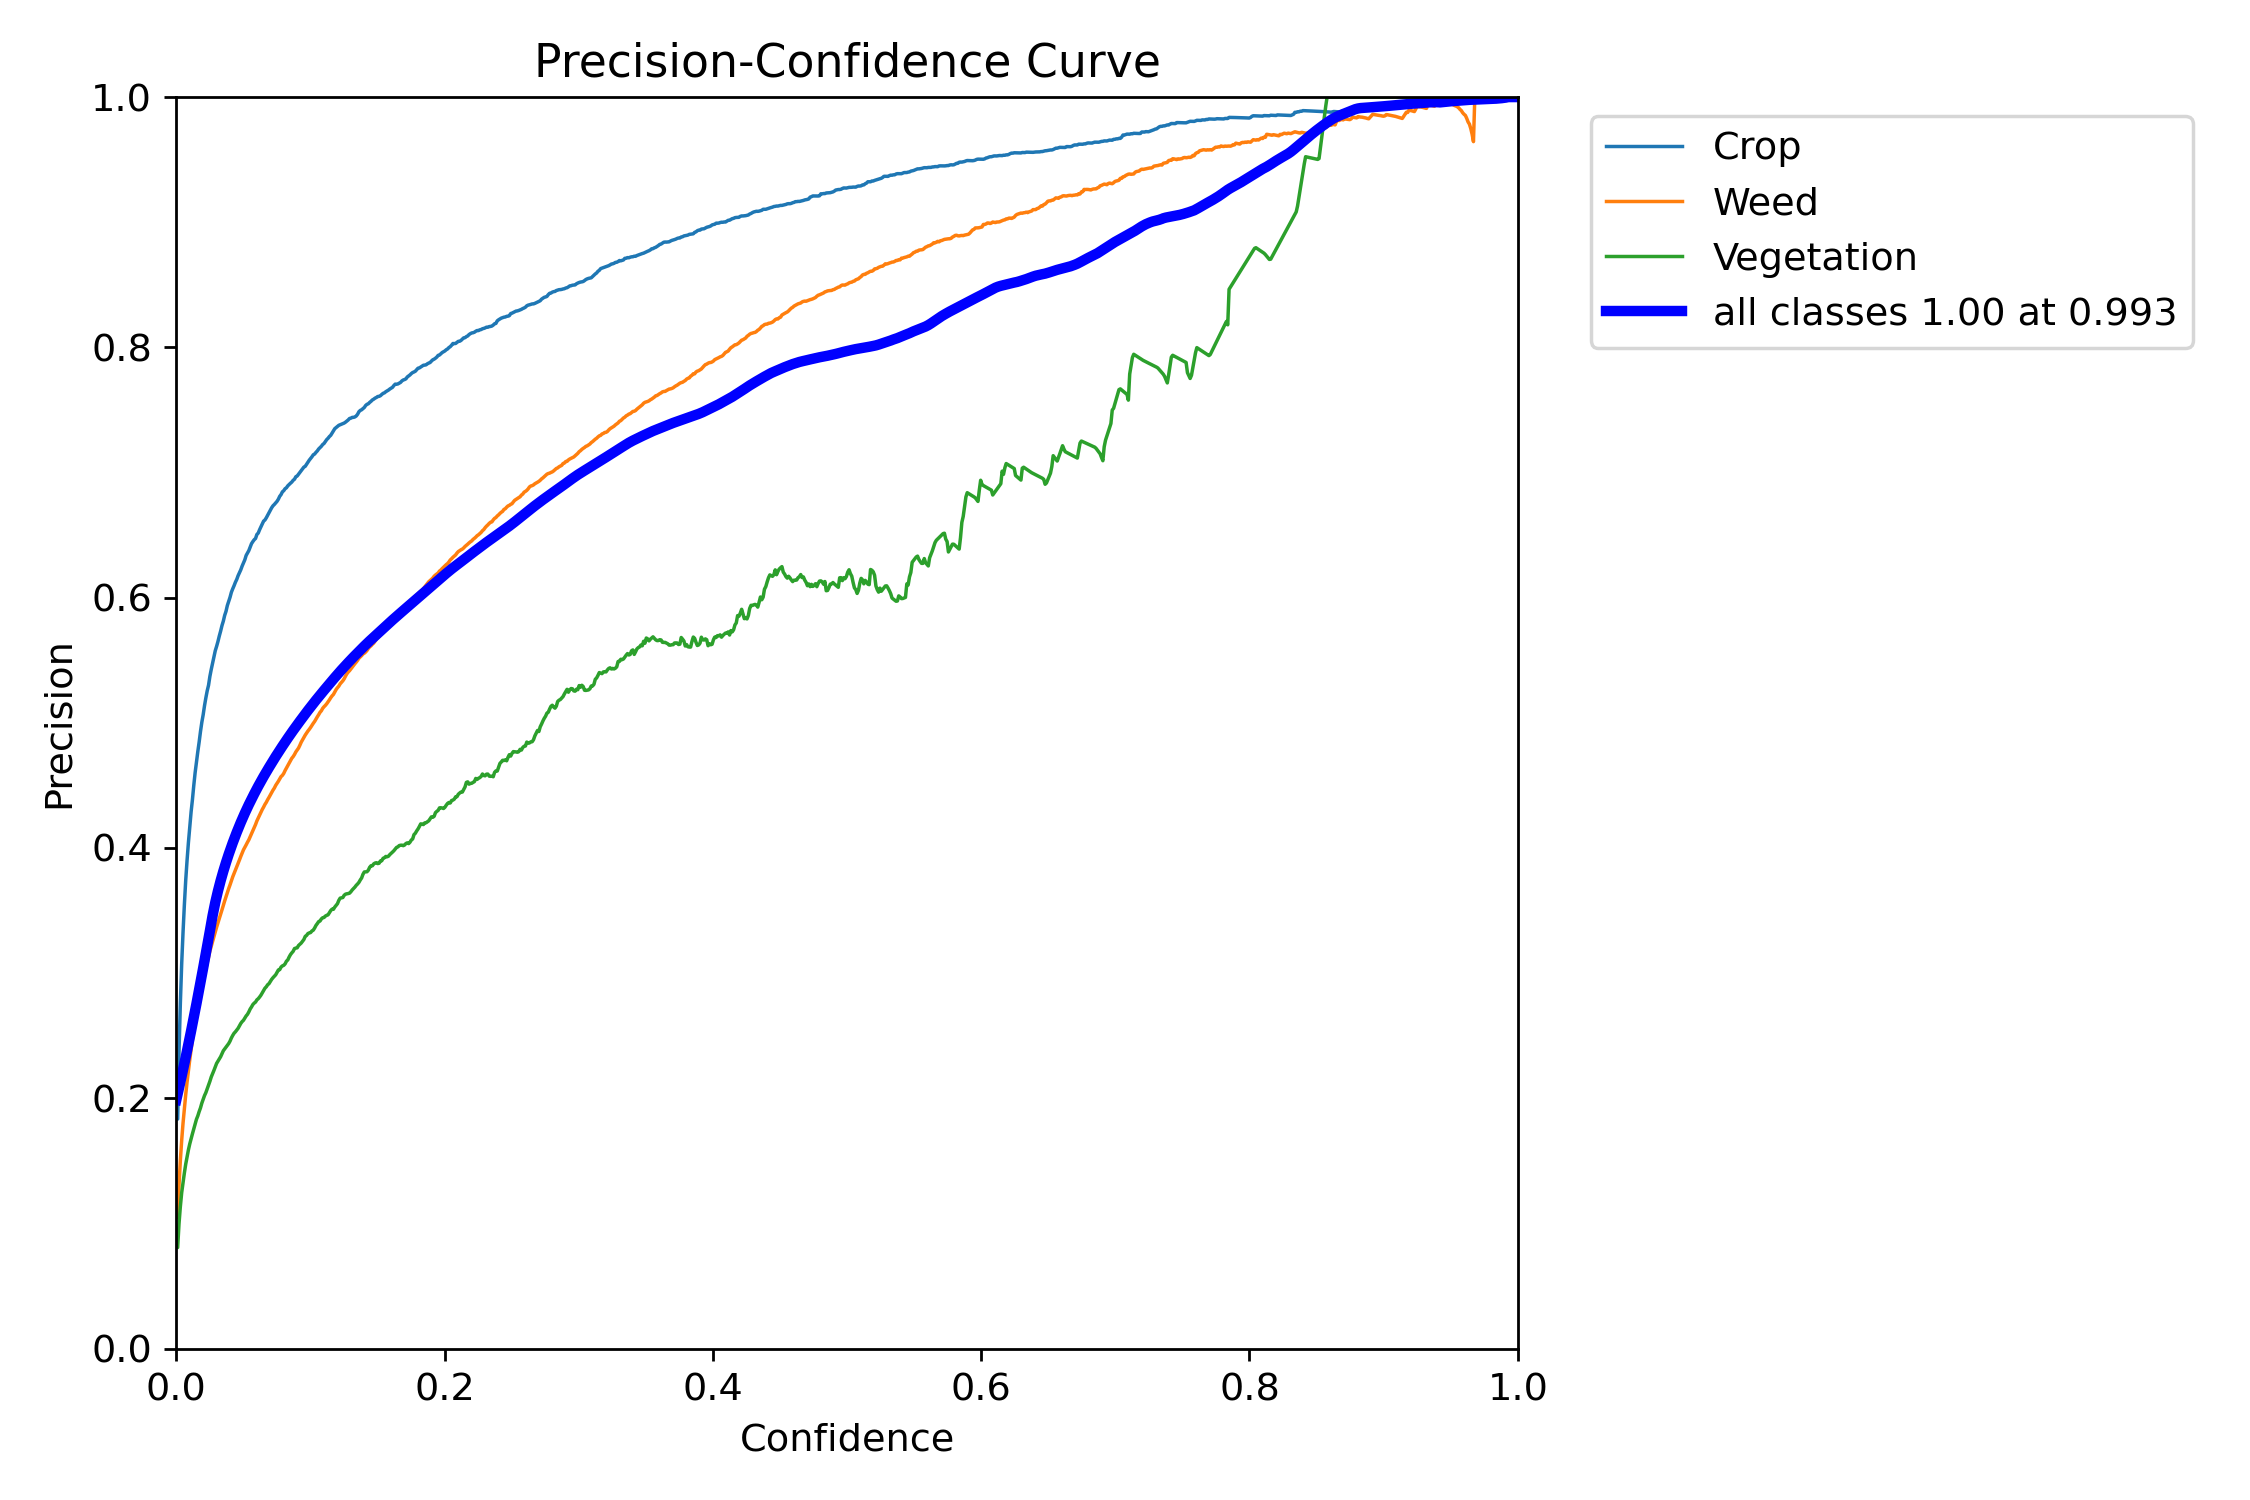 Precision-Confidence Curve
1.0
0.8
0.6
0.4
0.2
0.0
Precision
0.0 0.2 0.4 0.6 0.8 1.0
Confidence
Crop
Weed
Vegetation
all classes 1.00 at 0.993